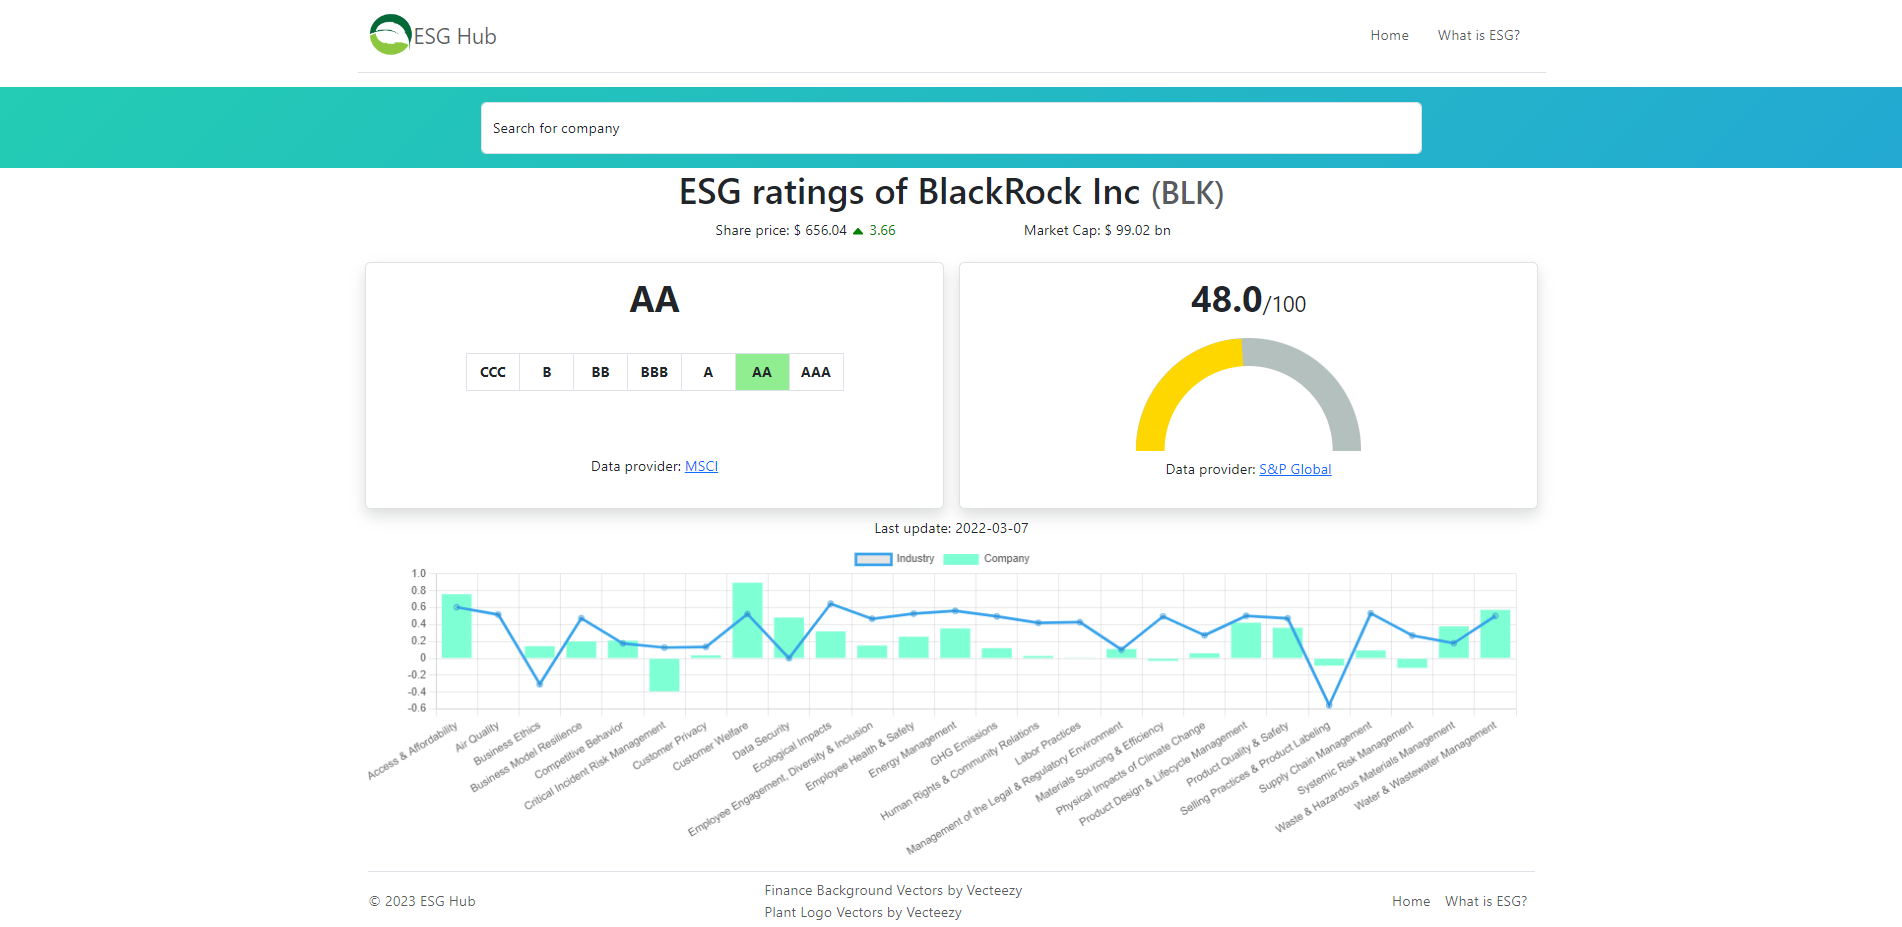 ESG Hub
Home
What is ESG?
Search for company
ESG ratings of BlackRock Inc (BLK)
Share price: $ 656.04 ▲ 3.66
Market Cap: $ 99.02 bn
AA
CCC B BB BBB A AA AAA
Data provider: MSCI
48.0/100
Data provider: S&P Global
Last update: 2022-03-07
Industry Company
1.0
0.8
0.6
0.4
0.2
0
-0.2
-0.4
-0.6
Access & Affordability
Air Quality
Business Ethics
Business Model Resilience
Competitive Behavior
Critical Incident Risk Management
Customer Privacy
Customer Welfare
Data Security
Ecological Impacts
Employee Engagement, Diversity & Inclusion
Employee Health & Safety
Energy Management
GHG Emissions
Human Rights & Community Relations
Labor Practices
Management of the Legal & Regulatory Environment
Materials Sourcing & Efficiency
Physical Impacts of Climate Change
Product Design & Lifecycle Management
Product Quality & Safety
Selling Practices & Product Labeling
Supply Chain Management
Systemic Risk Management
Waste & Hazardous Materials Management
Water & Wastewater Management
© 2023 ESG Hub
Finance Background Vectors by Vecteezy
Plant Logo Vectors by Vecteezy
Home
What is ESG?